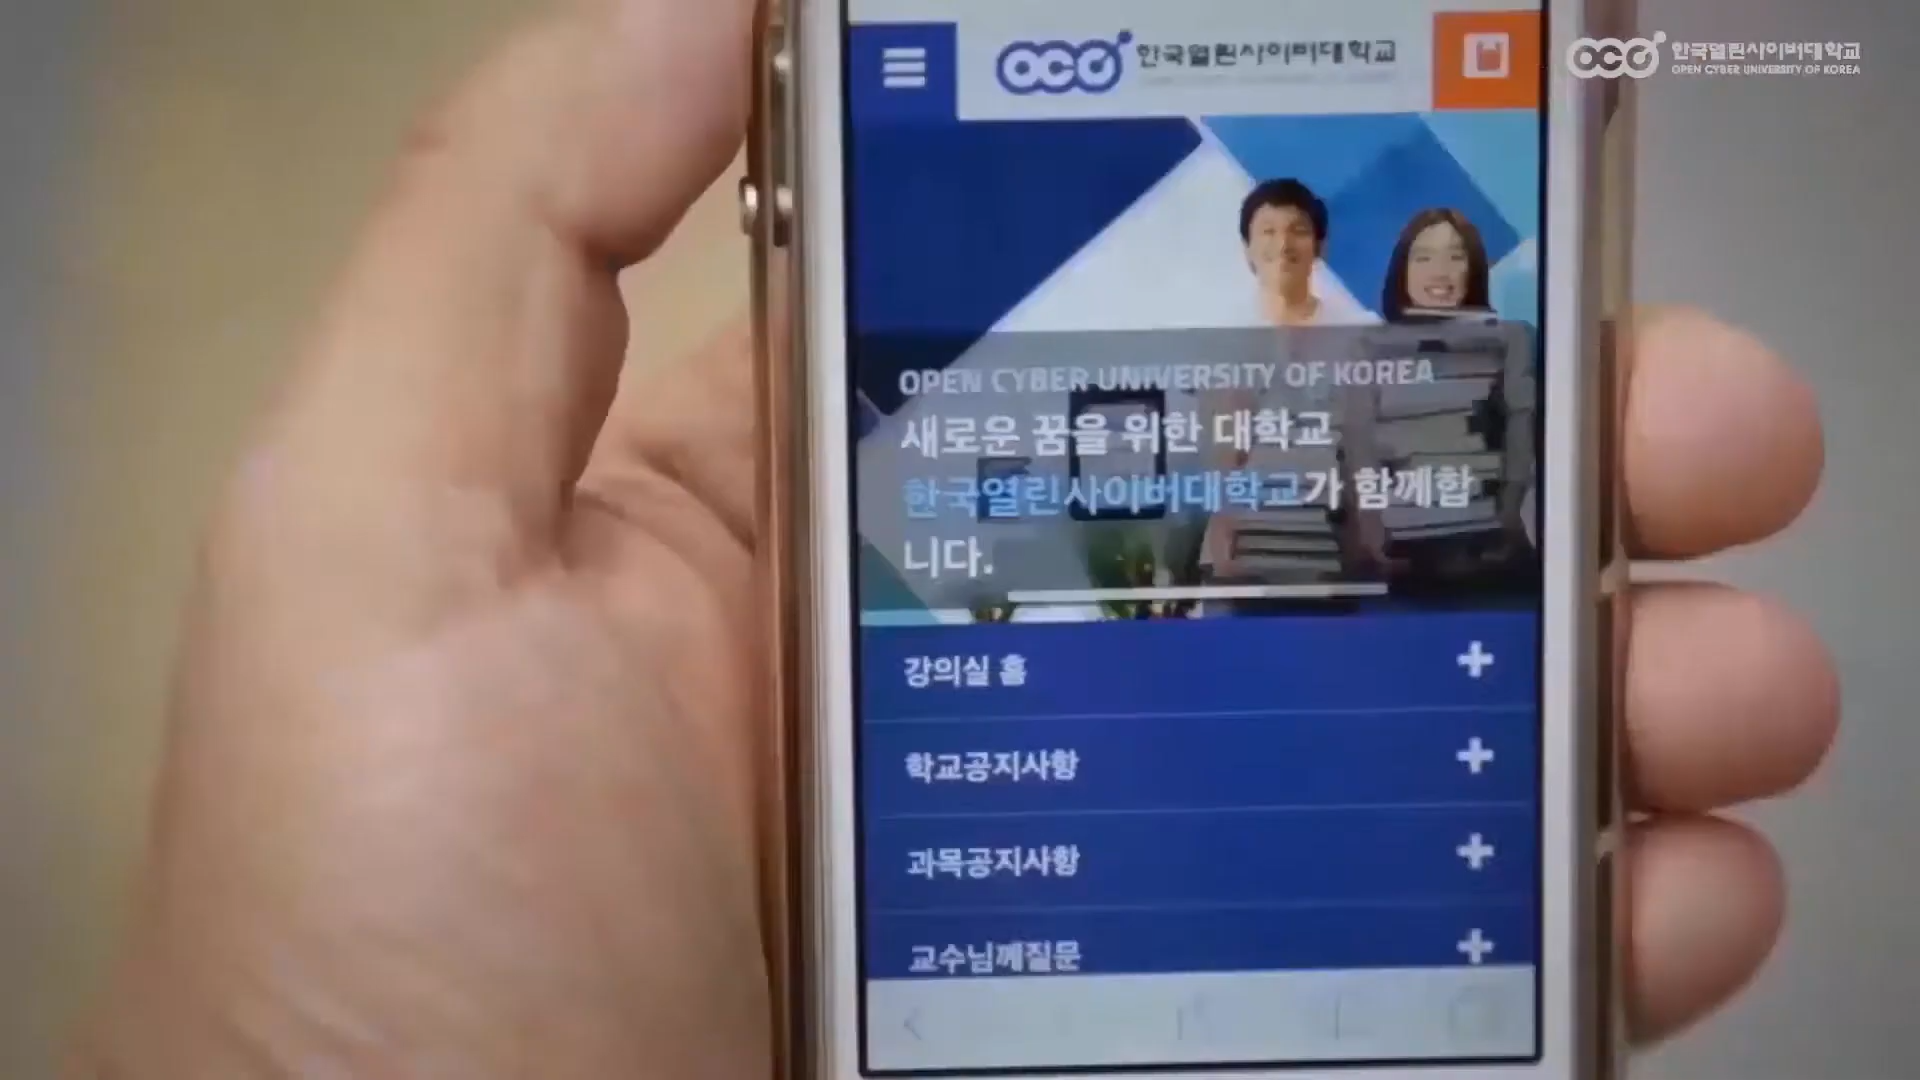 OCO 한국열린사이버대학교
OCO 한국열린사이버대학교
OPEN CYBER UNIVERSITY OF KOREA
OPEN CYBER UNIVERSITY OF KOREA
새로운 꿈을 위한 대학교
한국열린사이버대학교가 함께합
니다.
강의실 홈
학교공지사항
과목공지사항
교수님께질문